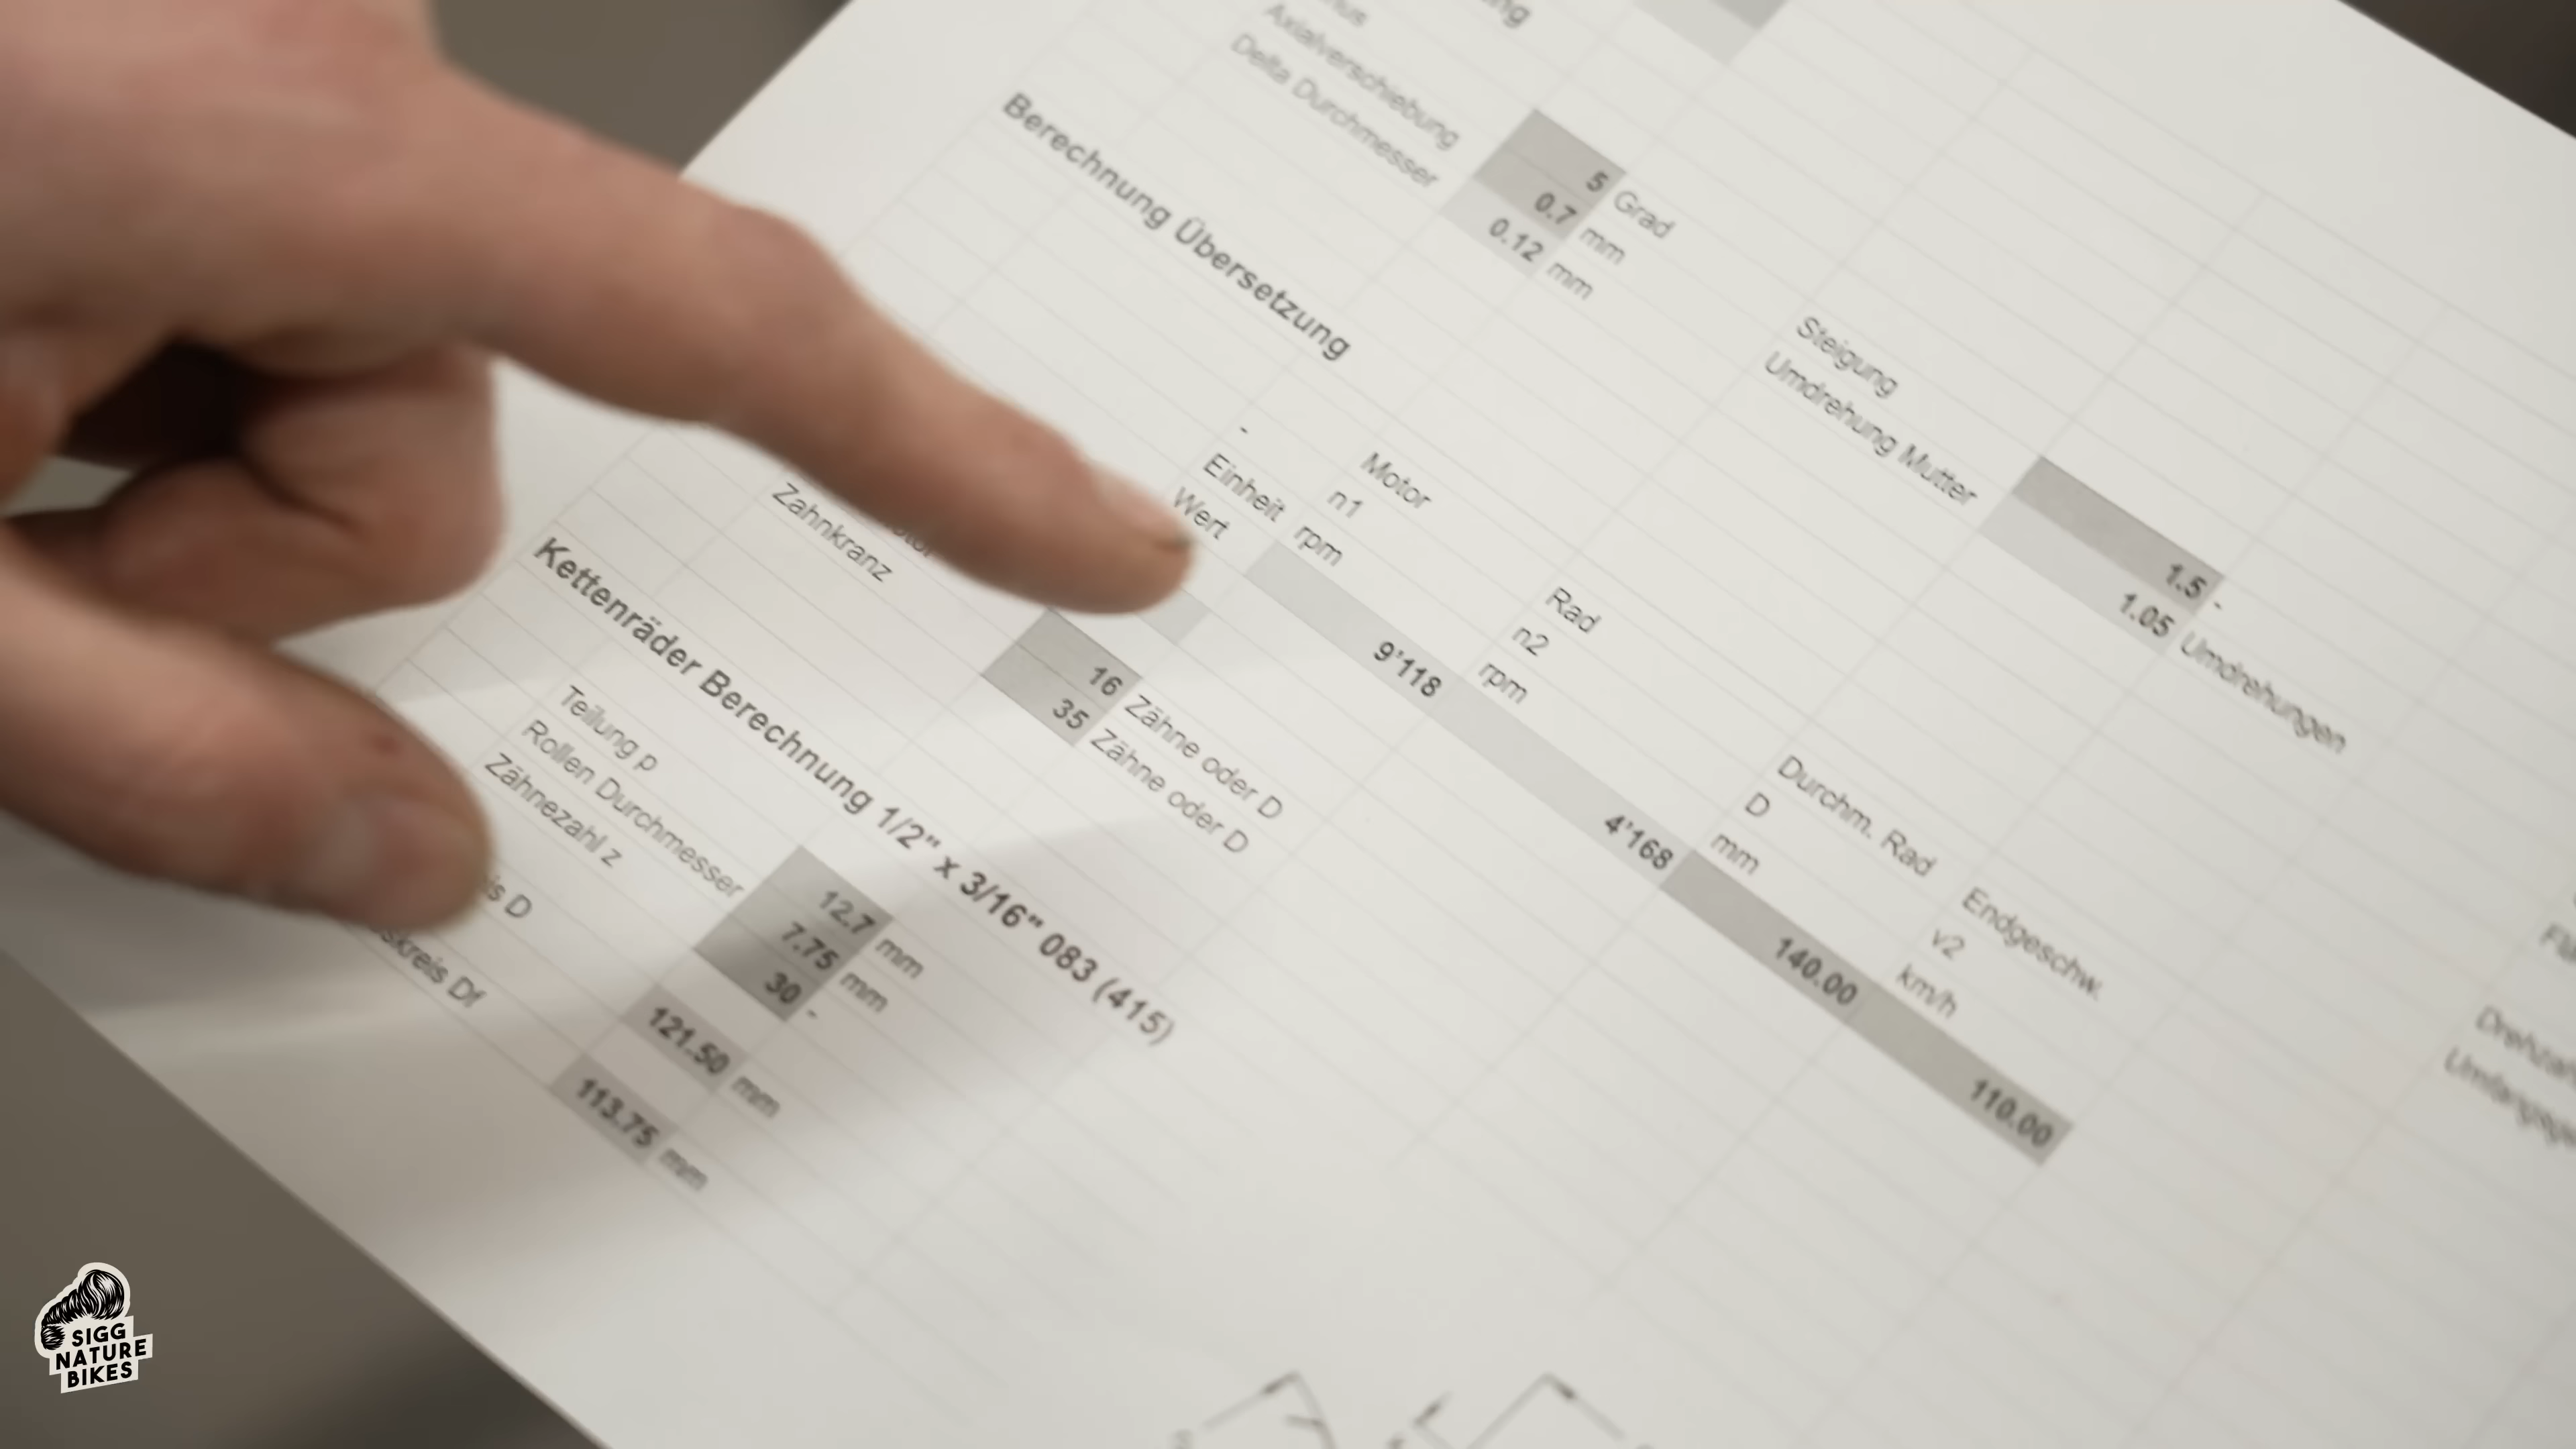 Axialverschiebung
Delta Durchmesser
5 Grad
0.7 mm
0.12 mm
Steigung
Umdrehung Mutter
1.5 -
1.05 Umdrehungen
Berechnung Übersetzung
- Motor Rad Durchm. Rad Endgeschw.
Einheit n1 n2 D v2
Wert rpm rpm mm km/h
9'118 4'168 140.00 110.00
Zahnkranz
16 Zähne oder D
35 Zähne oder D
Kettenräder Berechnung 1/2" x 3/16" 083 (415)
Teilung p 12.7 mm
Rollen Durchmesser 7.75 mm
Zähnezahl z 30 -
D 121.50 mm
Df 113.75 mm
SIGG
NATURE
BIKES